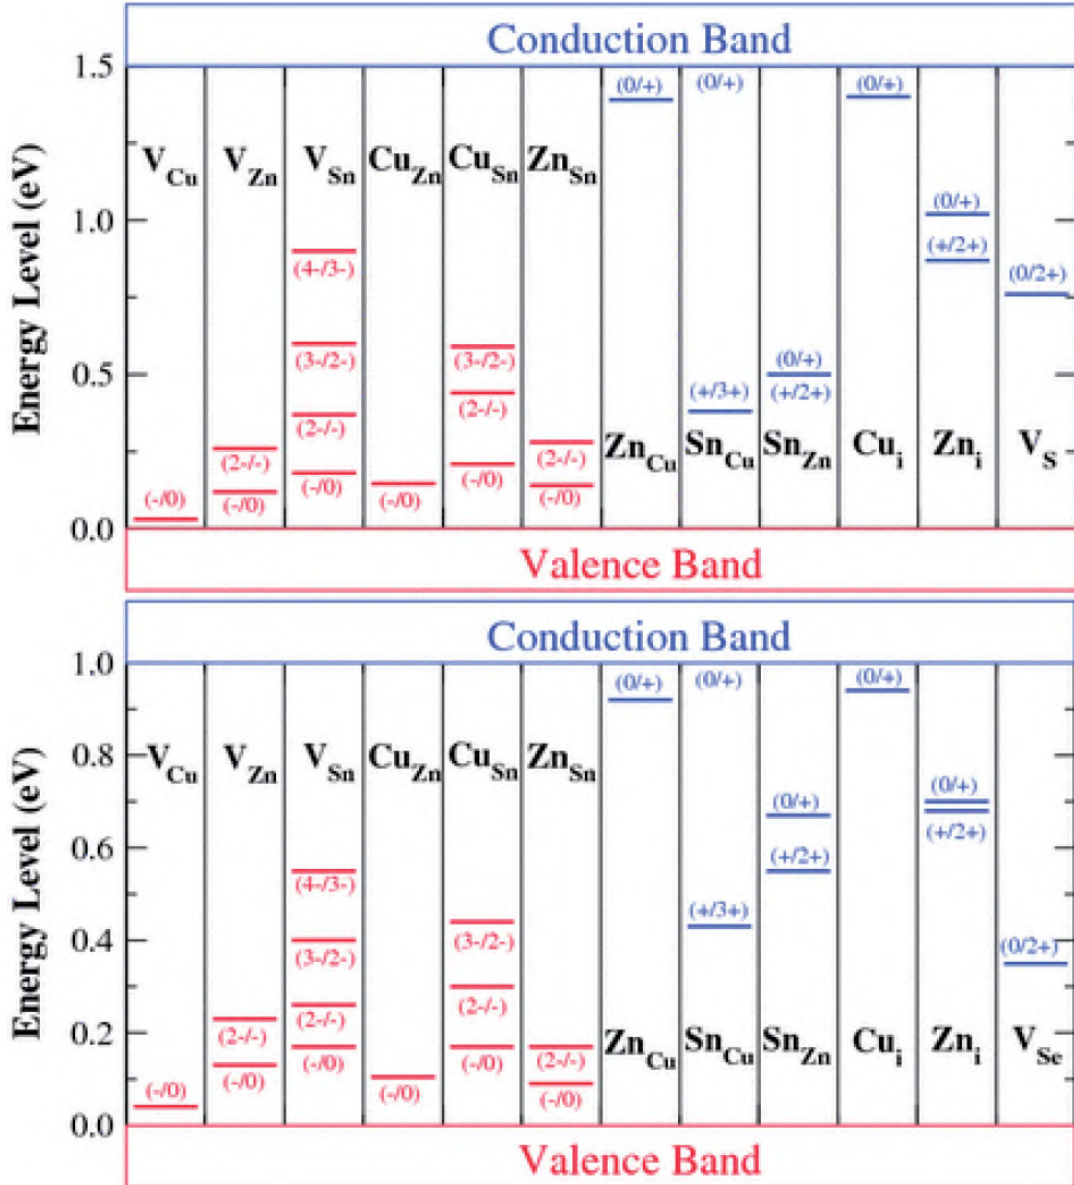 Conduction Band
1.5
(0/+) (0/+) (0/+)
V_Cu V_Zn V_Sn Cu_Zn Cu_Sn Zn_Sn
(0/+)
1.0
(+/2+)
(4-/3-) (0/2+)
Energy Level (eV)
(3-/2-) (3-/2-) (0/+)
0.5
(+/3+) (+/2+)
(2-/-) (2-/-)
Zn_Cu Sn_Cu Sn_Zn Cu_i Zn_i V_S
(2-/-) (2-/-)
(-/0) (-/0) (-/0) (-/0) (-/0) (-/0)
0.0
Valence Band
Conduction Band
1.0
(0/+) (0/+) (0/+)
V_Cu V_Zn V_Sn Cu_Zn Cu_Sn Zn_Sn
0.8
(0/+) (0/+)
(+/2+)
Energy Level (eV)
0.6
(+/2+)
(4-/3-)
(+/3+)
0.4
(3-/2-) (3-/2-) (0/2+)
(2-/-) (2-/-) (2-/-)
0.2
Zn_Cu Sn_Cu Sn_Zn Cu_i Zn_i V_Se
(-/0) (-/0) (2-/-)
(-/0) (-/0) (-/0) (-/0)
0.0
Valence Band